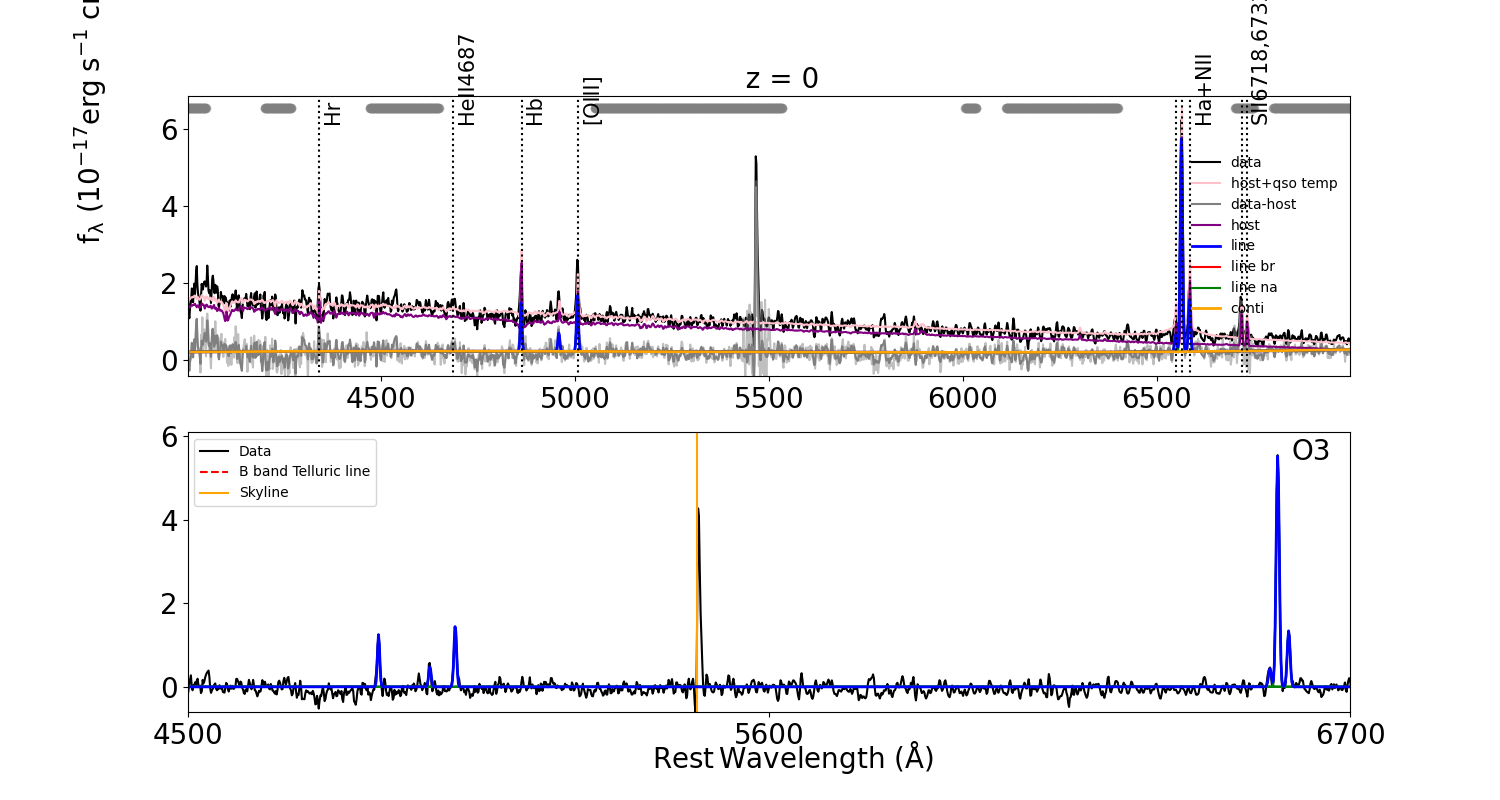 z = 0
f_λ (10^−17 erg s^−1
Hr
HeII4687
Hb
[OIII]
Ha+NII
SII6718,673
6
4
2
0
data
host+qso temp
data-host
host
line
line br
line na
conti
4500 5000 5500 6000 6500
6
4
2
0
Data
B band Telluric line
Skyline
O3
4500 5600 6700
Rest Wavelength (Å)